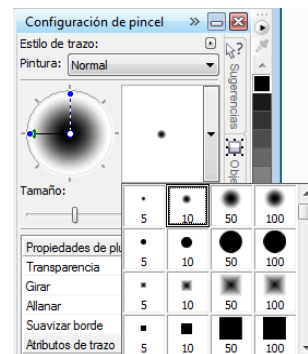 Configuración de pincel
Estilo de trazo:
Pintura: Normal
Tamaño:
5 10 50 100
Propiedades de plu
5 10 50 100
Transparencia
Girar
5 10 50 100
Allanar
Suavizar borde
Atributos de trazo
5 10 50 100
Sugerencias
Obje